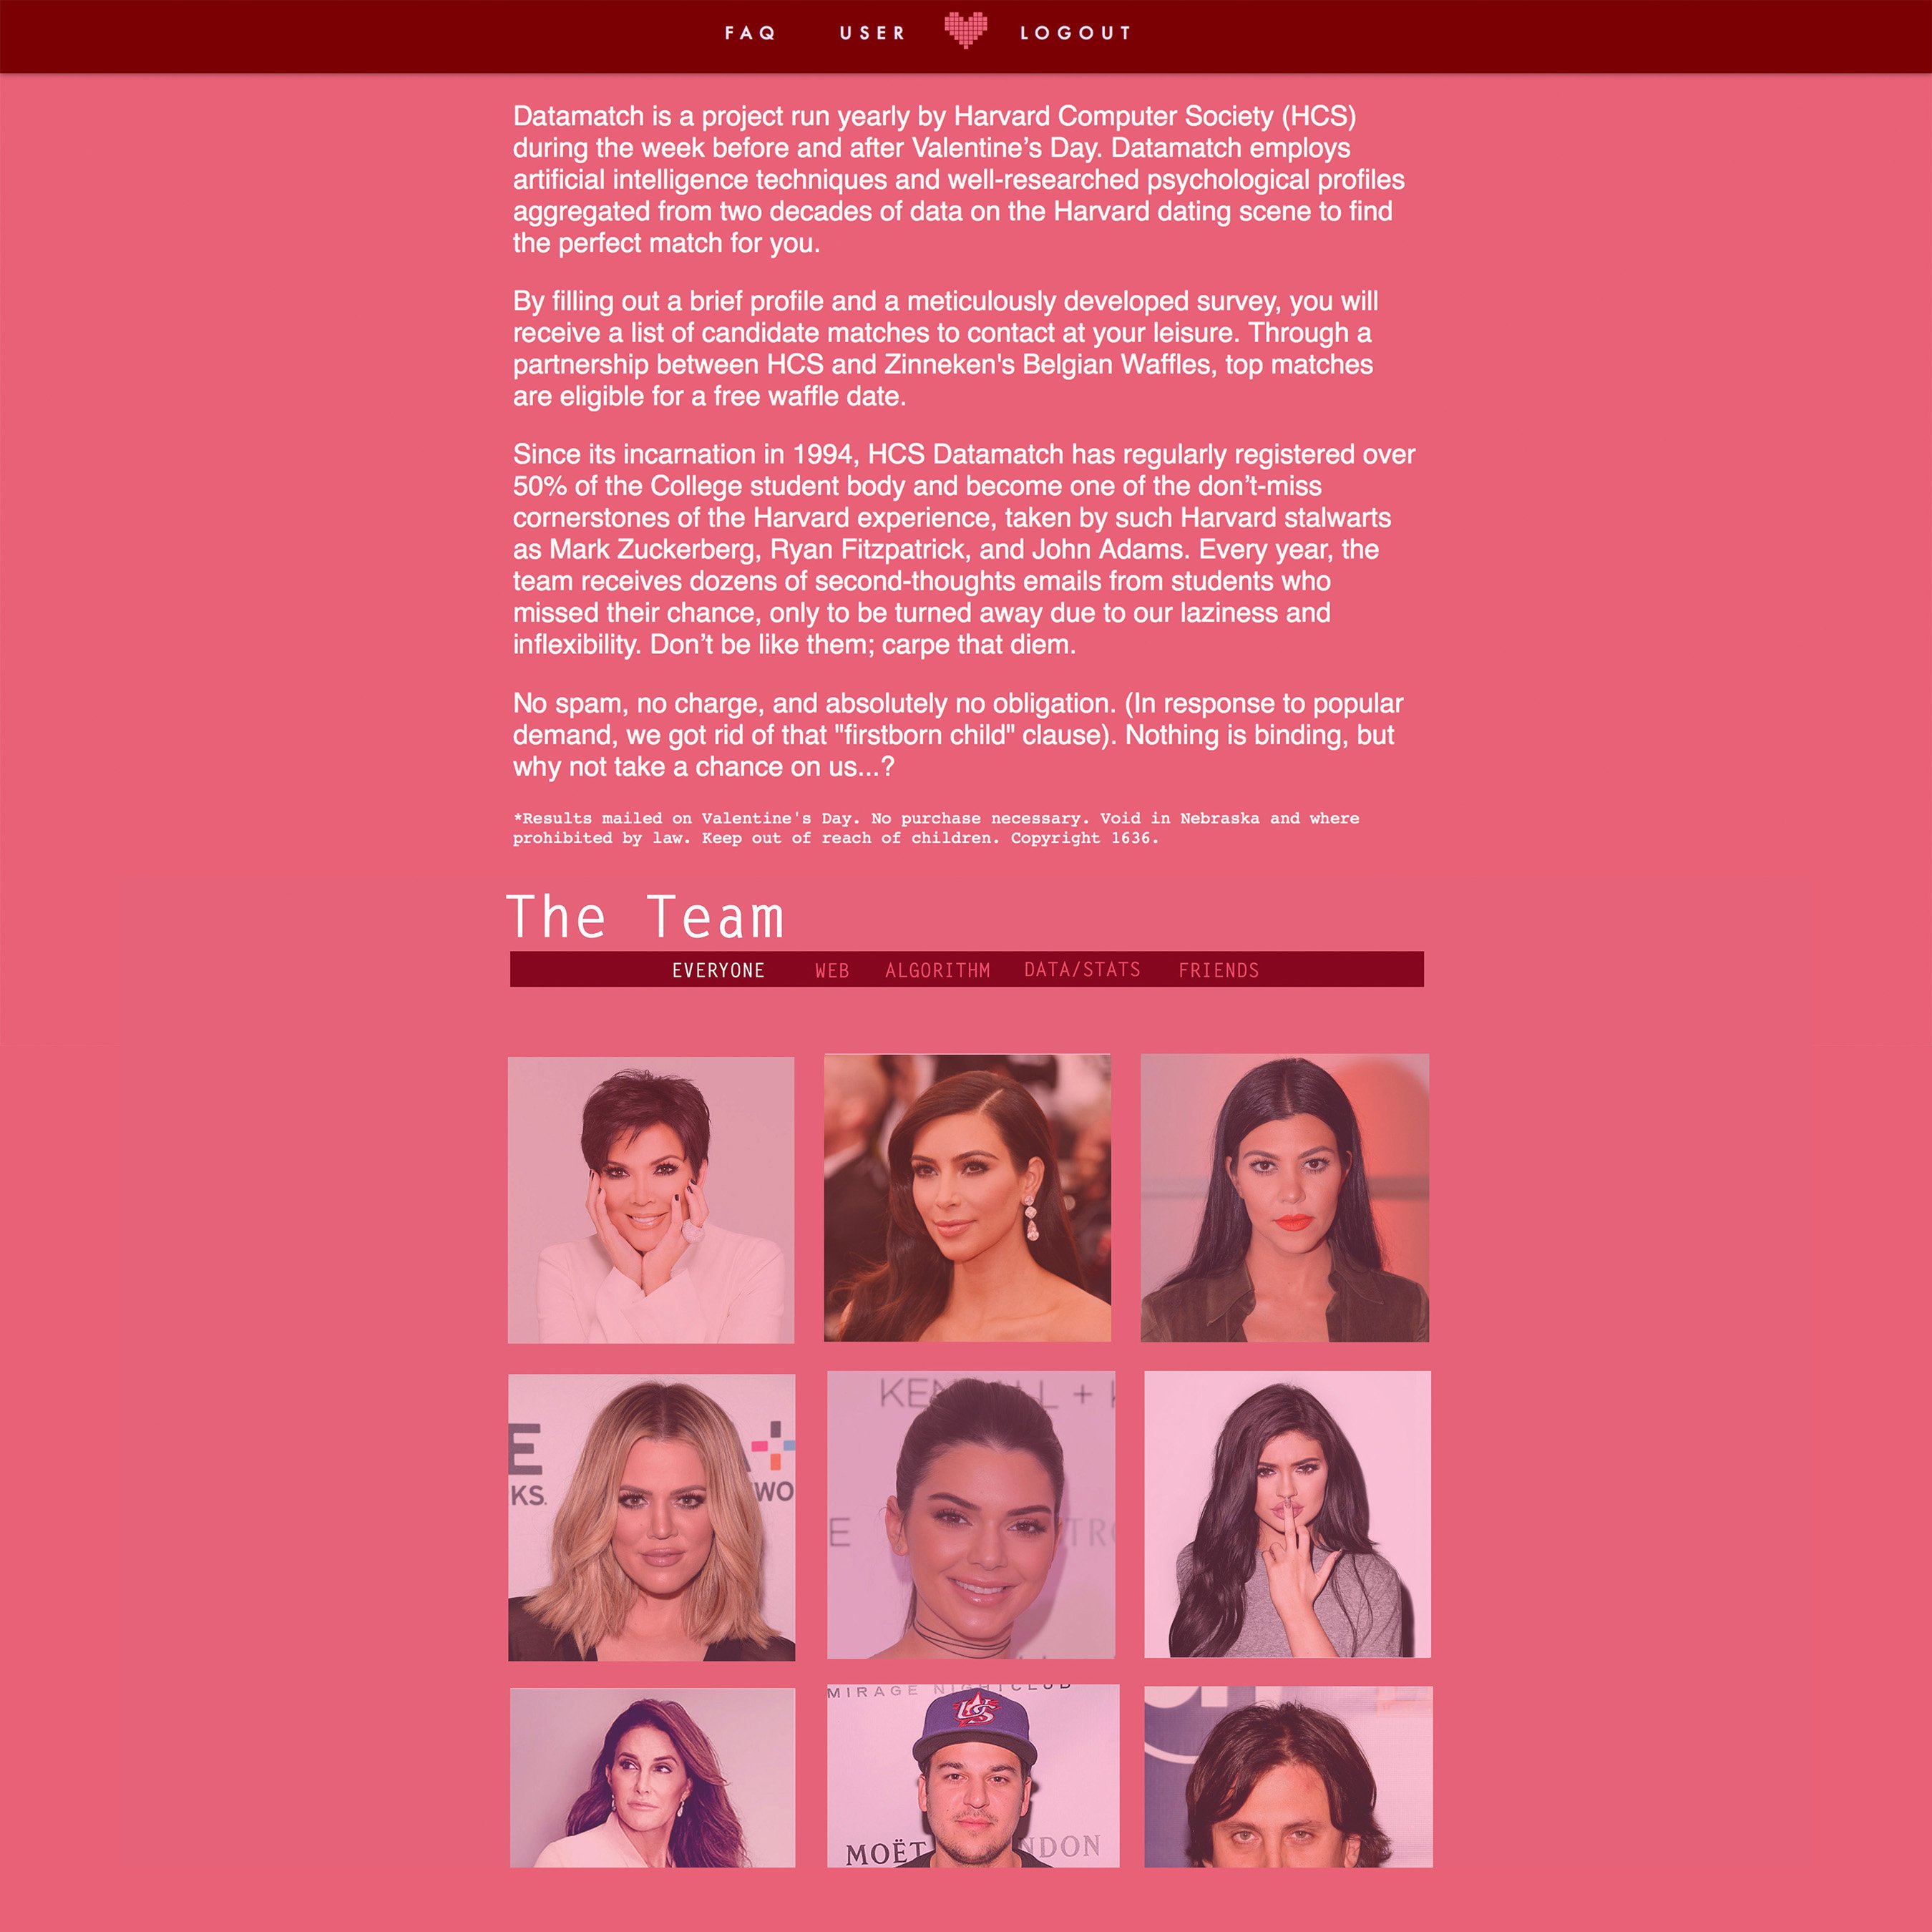 FAQ USER LOGOUT
Datamatch is a project run yearly by Harvard Computer Society (HCS)
during the week before and after Valentine’s Day. Datamatch employs
artificial intelligence techniques and well-researched psychological profiles
aggregated from two decades of data on the Harvard dating scene to find
the perfect match for you.
By filling out a brief profile and a meticulously developed survey, you will
receive a list of candidate matches to contact at your leisure. Through a
partnership between HCS and Zinneken's Belgian Waffles, top matches
are eligible for a free waffle date.
Since its incarnation in 1994, HCS Datamatch has regularly registered over
50% of the College student body and become one of the don’t-miss
cornerstones of the Harvard experience, taken by such Harvard stalwarts
as Mark Zuckerberg, Ryan Fitzpatrick, and John Adams. Every year, the
team receives dozens of second-thoughts emails from students who
missed their chance, only to be turned away due to our laziness and
inflexibility. Don’t be like them; carpe that diem.
No spam, no charge, and absolutely no obligation. (In response to popular
demand, we got rid of that "firstborn child" clause). Nothing is binding, but
why not take a chance on us...?
*Results mailed on Valentine's Day. No purchase necessary. Void in Nebraska and where
prohibited by law. Keep out of reach of children. Copyright 1636.
The Team
EVERYONE WEB ALGORITHM DATA/STATS FRIENDS
E
KS.
WO
KEN L +
E TR
MIRAGE NIGHTCLUB
US
MOËT NDON